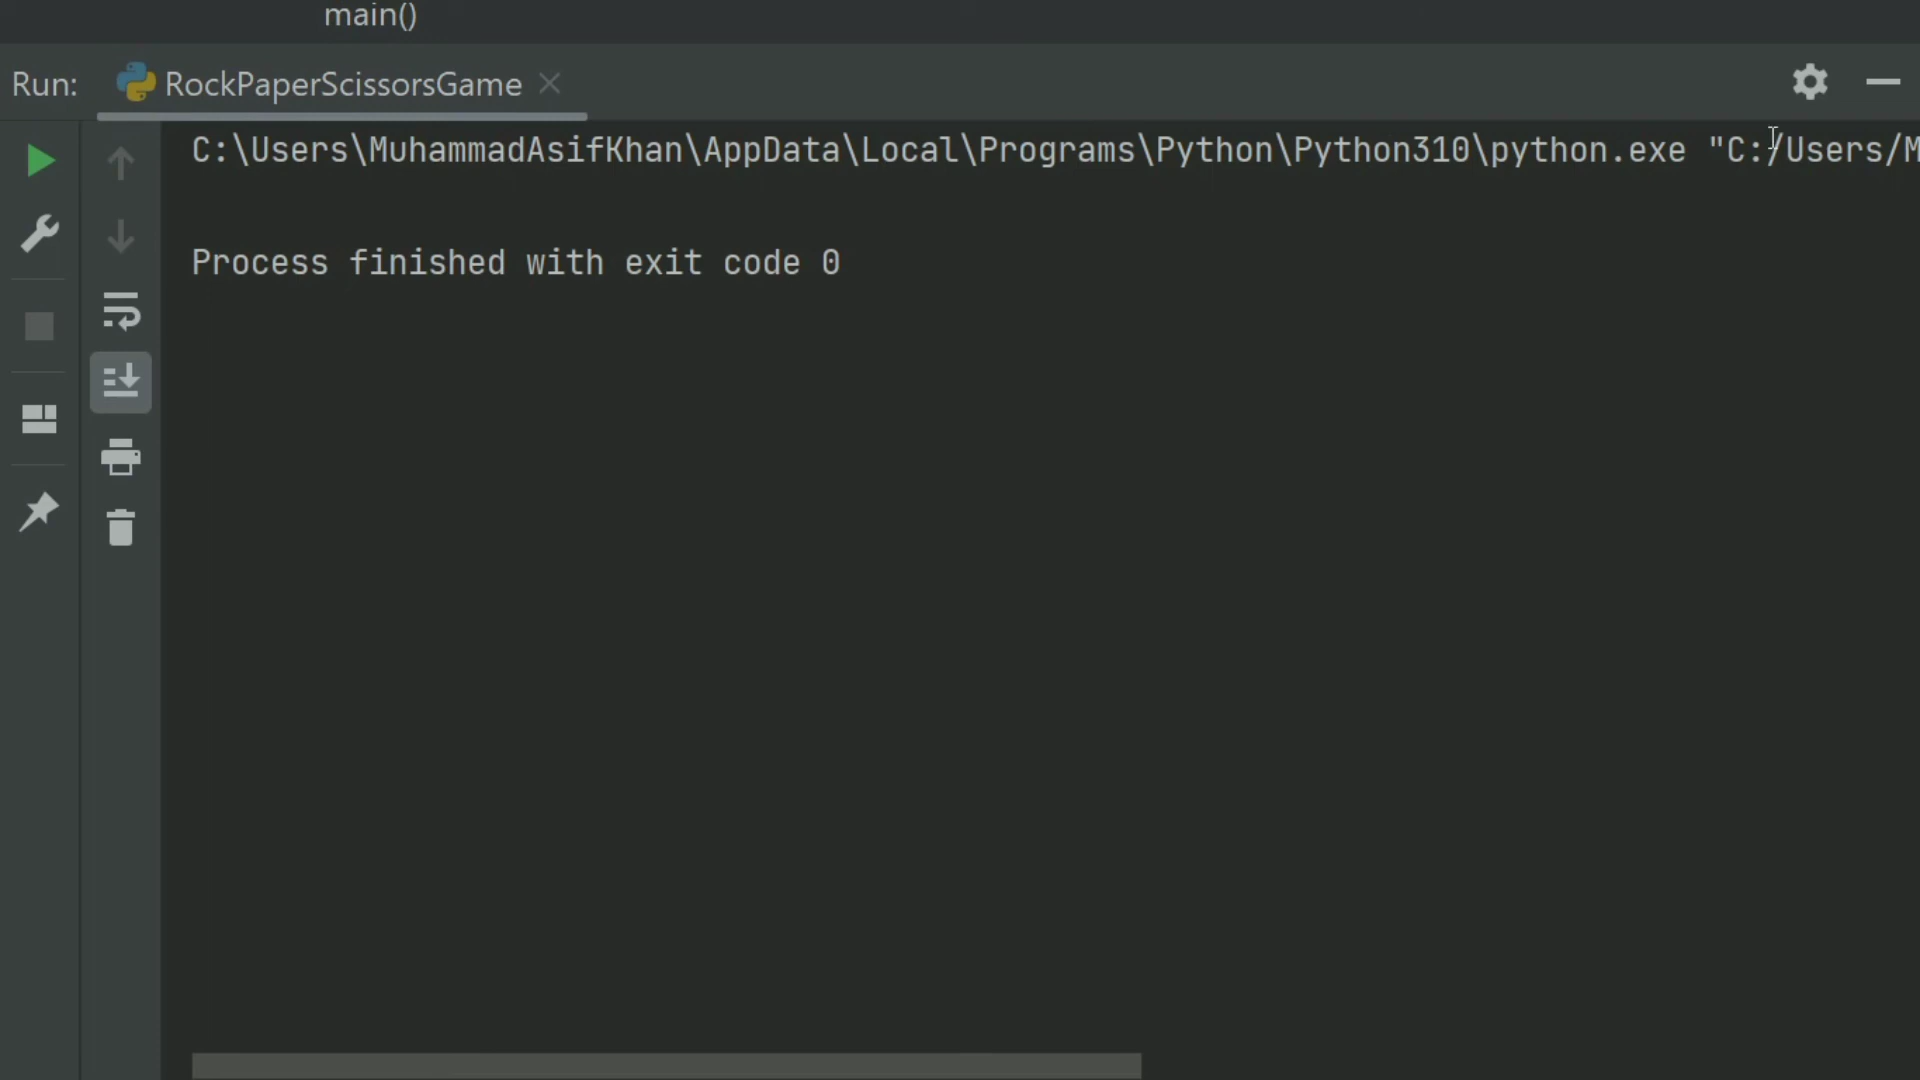 main()
Run: RockPaperScissorsGame
C:\Users\MuhammadAsifKhan\AppData\Local\Programs\Python\Python310\python.exe "C:/Users/M
Process finished with exit code 0